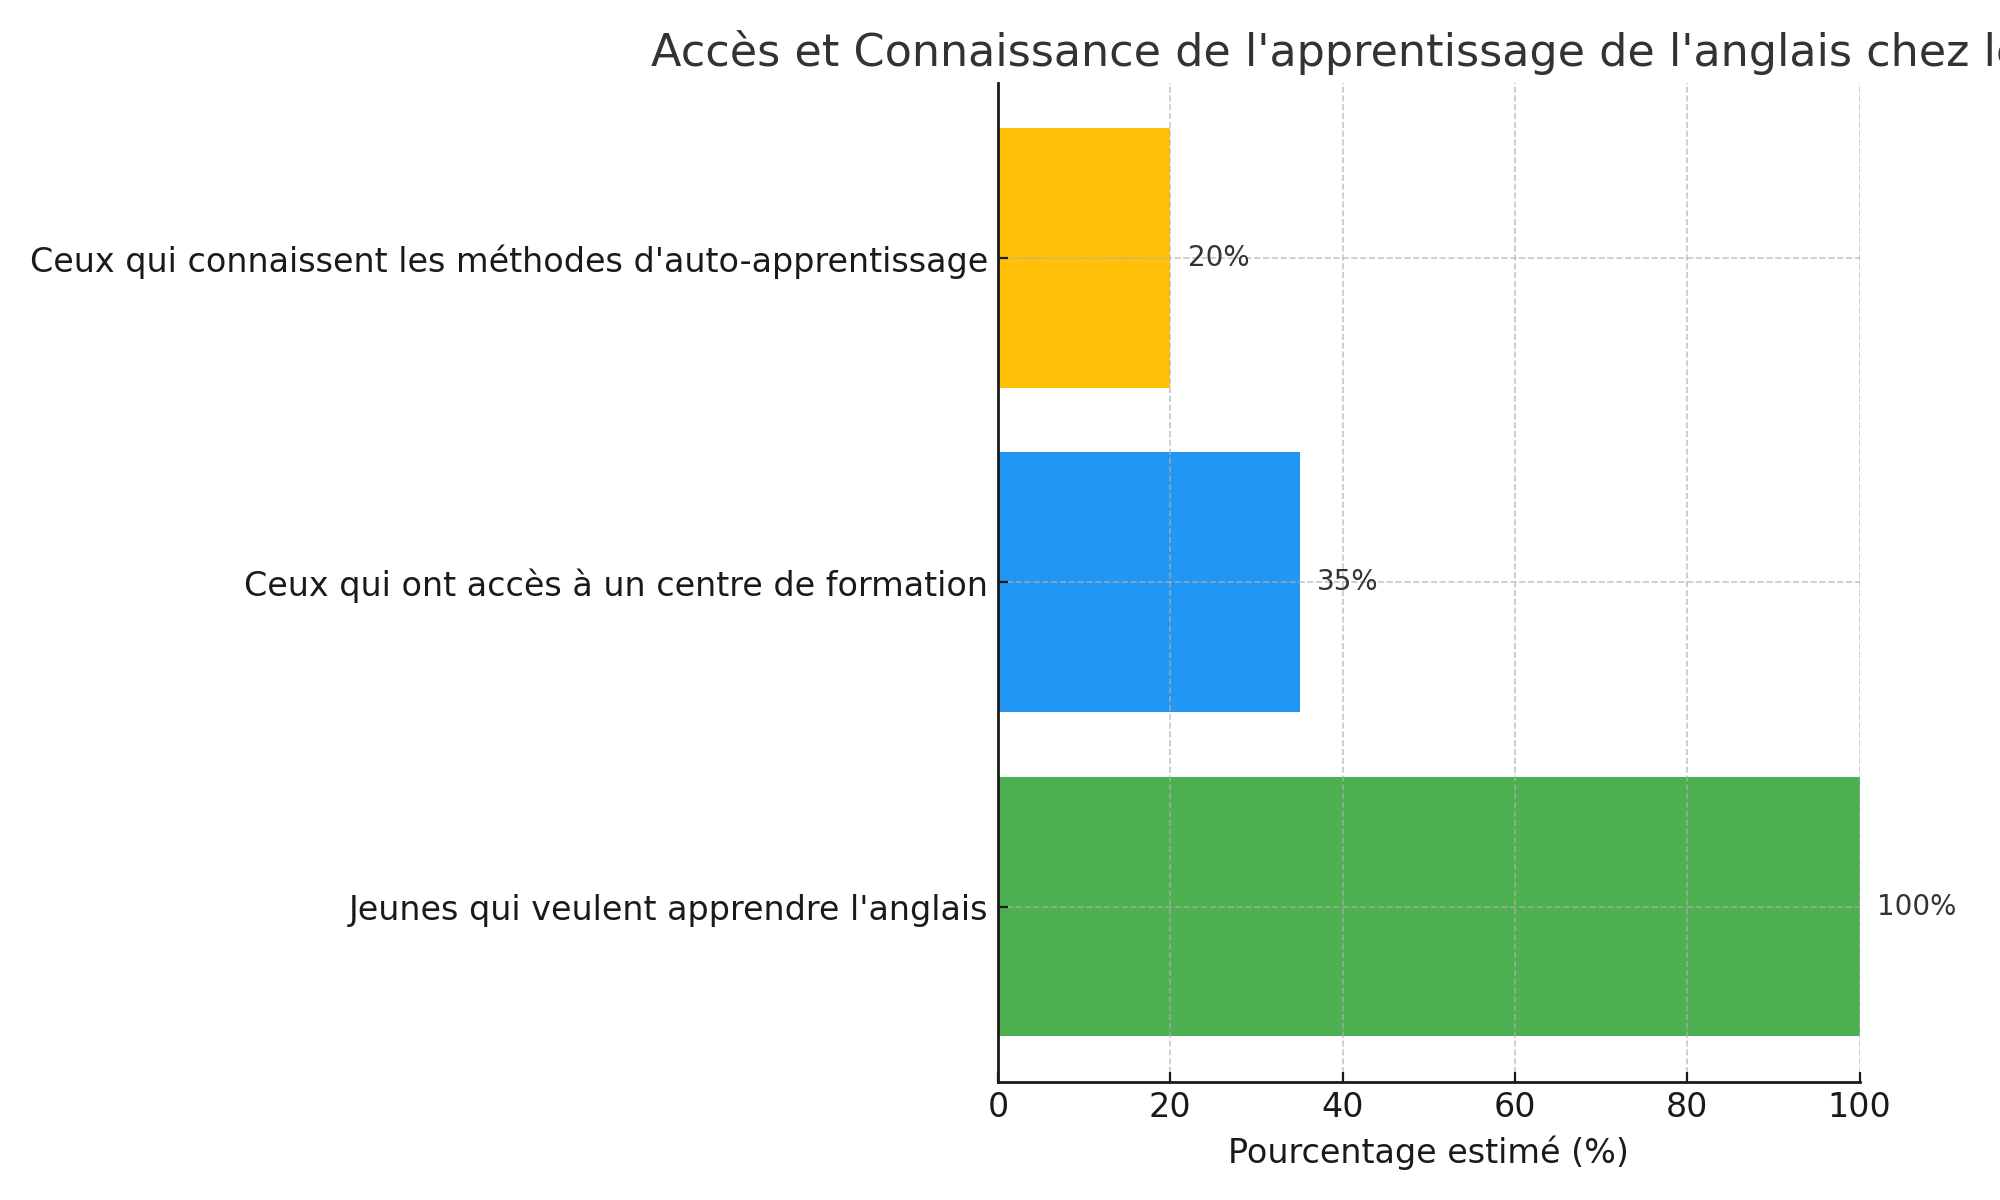 Accès et Connaissance de l'apprentissage de l'anglais chez
Ceux qui connaissent les méthodes d'auto-apprentissage
20%
Ceux qui ont accès à un centre de formation
35%
Jeunes qui veulent apprendre l'anglais
100%
0 20 40 60 80 100
Pourcentage estimé (%)